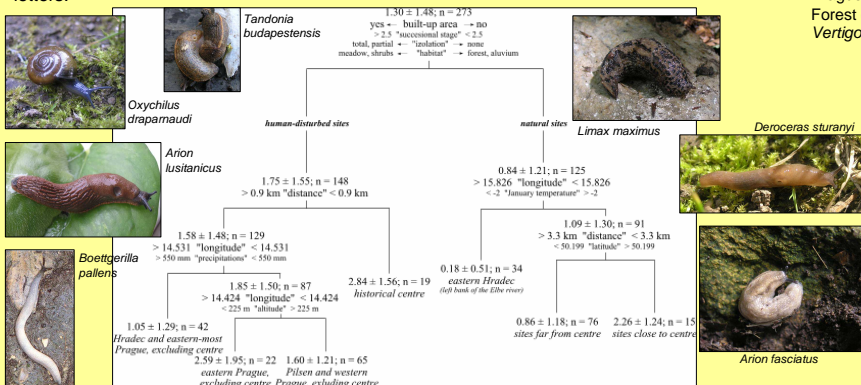 letters.
Forest
Vertigo
Tandonia
budapestensis
Oxychilus
draparnaudi
Arion
lusitanicus
Boettgerilla
pallens
Limax maximus
Deroceras sturanyi
Arion fasciatus
1.30 ± 1.48; n = 273
yes ← built-up area → no
> 2.5 "succesional stage" < 2.5
total, partial ← "isolation" → none
meadow, shrubs ← "habitat" → forest, aluvium
human-disturbed sites
natural sites
1.75 ± 1.55; n = 148
> 0.9 km "distance" < 0.9 km
0.84 ± 1.21; n = 125
> 15.826 "longitude" < 15.826
< -2 "January temperature" > -2
1.58 ± 1.48; n = 129
> 14.531 "longitude" < 14.531
> 550 mm "precipitations" < 550 mm
1.09 ± 1.30; n = 91
> 3.3 km "distance" < 3.3 km
< 50.199 "latitude" > 50.199
2.84 ± 1.56; n = 19
historical centre
0.18 ± 0.51; n = 34
eastern Hradec
(left bank of the Elbe river)
1.85 ± 1.50; n = 87
> 14.424 "longitude" < 14.424
< 225 m "altitude" > 225 m
1.05 ± 1.29; n = 42
Hradec and eastern-most
Prague, excluding centre
0.86 ± 1.18; n = 76
sites far from centre
2.26 ± 1.24; n = 15
sites close to centre
2.59 ± 1.95; n = 22
eastern Prague,
excluding centre
1.60 ± 1.21; n = 65
Pilsen and western
Prague, exluding centre